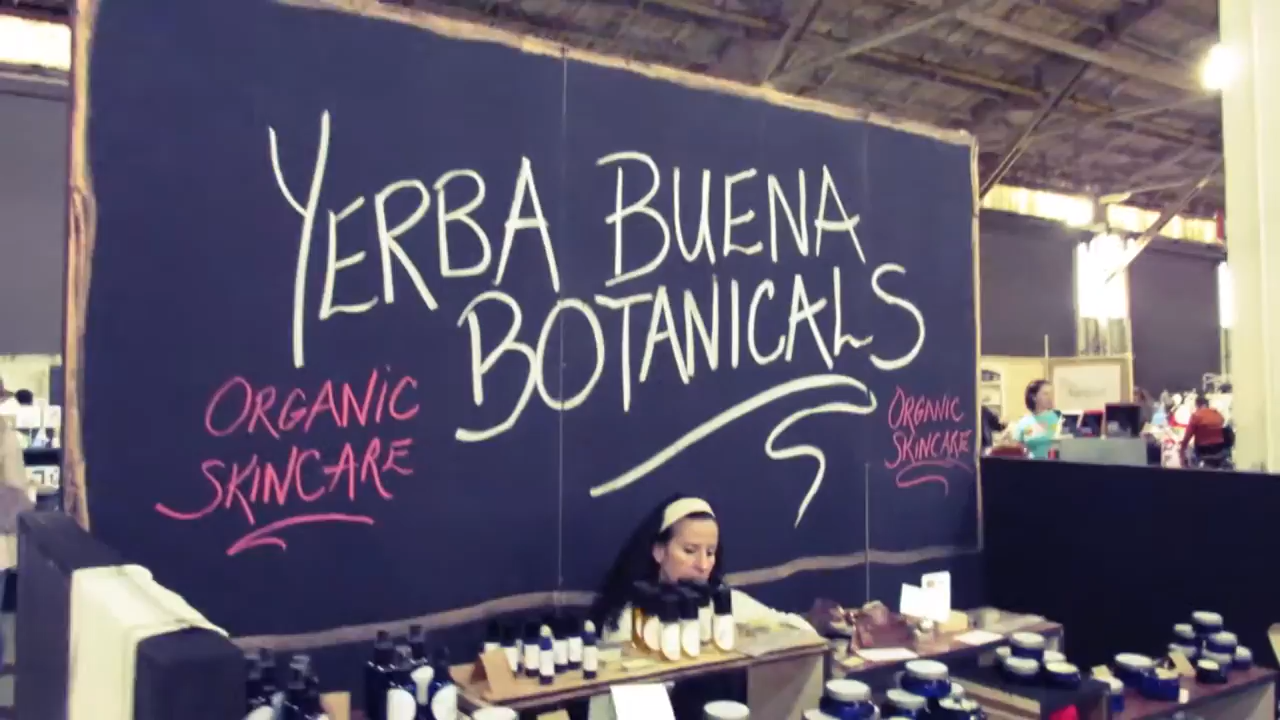 YERBA BUENA
BOTANICALS
ORGANIC
SKINCARE
ORGANIC
SKINCARE